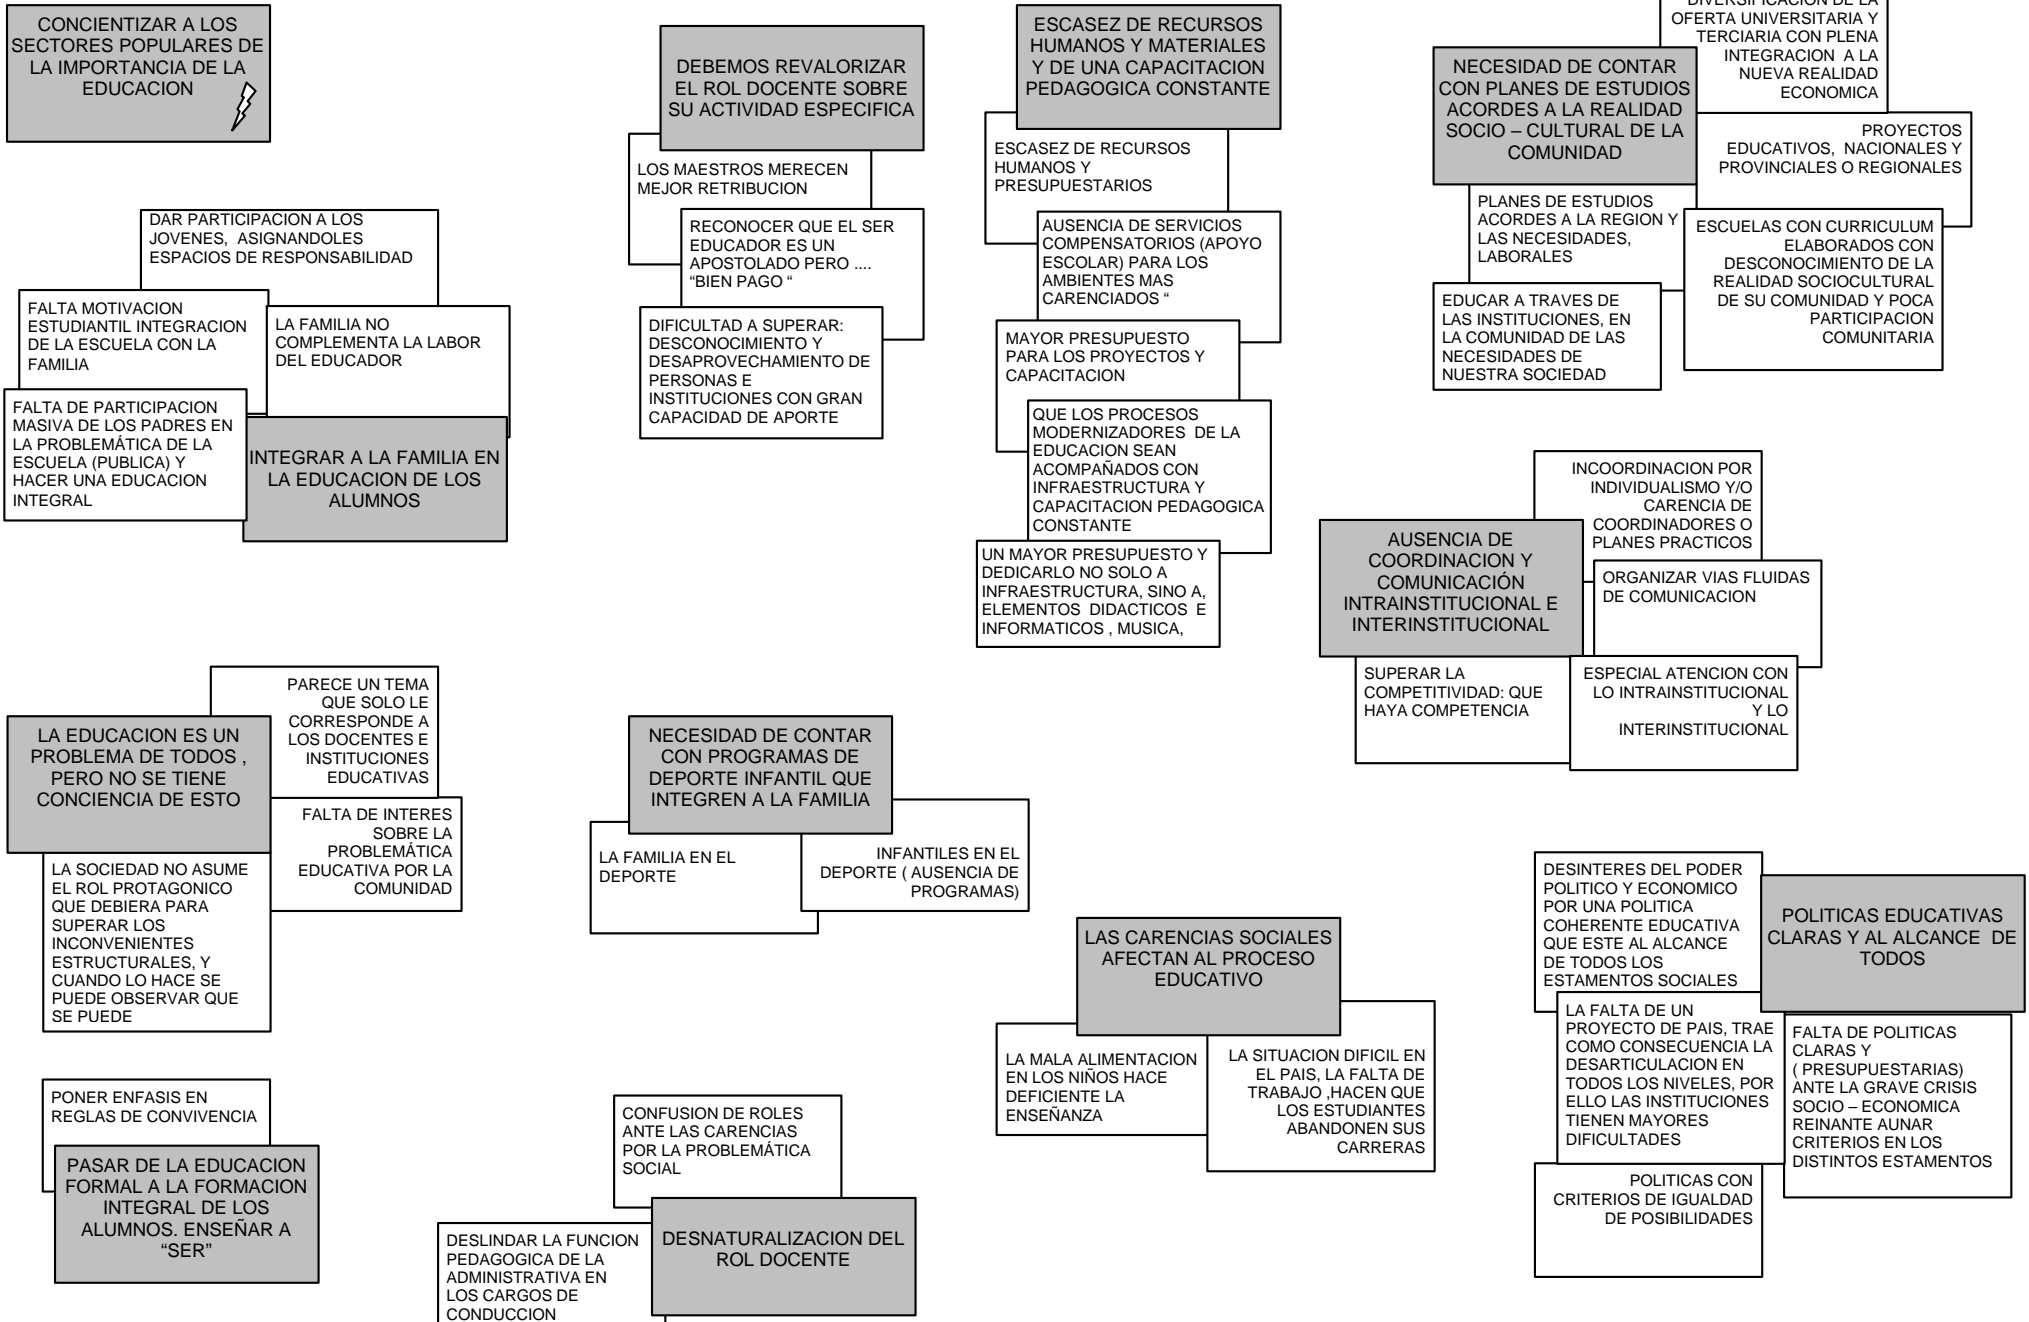 CONCIENTIZAR A LOS
SECTORES POPULARES DE
LA IMPORTANCIA DE LA
EDUCACION
DAR PARTICIPACION A LOS
JOVENES, ASIGNANDOLES
ESPACIOS DE RESPONSABILIDAD
FALTA MOTIVACION
ESTUDIANTIL INTEGRACION
DE LA ESCUELA CON LA
FAMILIA
LA FAMILIA NO
COMPLEMENTA LA LABOR
DEL EDUCADOR
FALTA DE PARTICIPACION
MASIVA DE LOS PADRES EN
LA PROBLEMÁTICA DE LA
ESCUELA (PUBLICA) Y
HACER UNA EDUCACION
INTEGRAL
INTEGRAR A LA FAMILIA EN
LA EDUCACION DE LOS
ALUMNOS
DEBEMOS REVALORIZAR
EL ROL DOCENTE SOBRE
SU ACTIVIDAD ESPECIFICA
LOS MAESTROS MERECEN
MEJOR RETRIBUCION
RECONOCER QUE EL SER
EDUCADOR ES UN
APOSTOLADO PERO ....
“BIEN PAGO “
DIFICULTAD A SUPERAR:
DESCONOCIMIENTO Y
DESAPROVECHAMIENTO DE
PERSONAS E
INSTITUCIONES CON GRAN
CAPACIDAD DE APORTE
ESCASEZ DE RECURSOS
HUMANOS Y MATERIALES
Y DE UNA CAPACITACION
PEDAGOGICA CONSTANTE
ESCASEZ DE RECURSOS
HUMANOS Y
PRESUPUESTARIOS
AUSENCIA DE SERVICIOS
COMPENSATORIOS (APOYO
ESCOLAR) PARA LOS
AMBIENTES MAS
CARENCIADOS “
MAYOR PRESUPUESTO
PARA LOS PROYECTOS Y
CAPACITACION
QUE LOS PROCESOS
MODERNIZADORES DE LA
EDUCACION SEAN
ACOMPAÑADOS CON
INFRAESTRUCTURA Y
CAPACITACION PEDAGOGICA
CONSTANTE
UN MAYOR PRESUPUESTO Y
DEDICARLO NO SOLO A
INFRAESTRUCTURA, SINO A,
ELEMENTOS DIDACTICOS E
INFORMATICOS , MUSICA,
DIVERSIFICACION DE LA
OFERTA UNIVERSITARIA Y
TERCIARIA CON PLENA
INTEGRACION A LA
NUEVA REALIDAD
ECONOMICA
NECESIDAD DE CONTAR
CON PLANES DE ESTUDIOS
ACORDES A LA REALIDAD
SOCIO – CULTURAL DE LA
COMUNIDAD
PROYECTOS
EDUCATIVOS, NACIONALES Y
PROVINCIALES O REGIONALES
PLANES DE ESTUDIOS
ACORDES A LA REGION Y
LAS NECESIDADES,
LABORALES
ESCUELAS CON CURRICULUM
ELABORADOS CON
DESCONOCIMIENTO DE LA
REALIDAD SOCIOCULTURAL
DE SU COMUNIDAD Y POCA
PARTICIPACION
COMUNITARIA
EDUCAR A TRAVES DE
LAS INSTITUCIONES, EN
LA COMUNIDAD DE LAS
NECESIDADES DE
NUESTRA SOCIEDAD
INCOORDINACION POR
INDIVIDUALISMO Y/O
CARENCIA DE
COORDINADORES O
PLANES PRACTICOS
AUSENCIA DE
COORDINACION Y
COMUNICACIÓN
INTRAINSTITUCIONAL E
INTERINSTITUCIONAL
ORGANIZAR VIAS FLUIDAS
DE COMUNICACION
SUPERAR LA
COMPETITIVIDAD: QUE
HAYA COMPETENCIA
ESPECIAL ATENCION CON
LO INTRAINSTITUCIONAL
Y LO
INTERINSTITUCIONAL
PARECE UN TEMA
QUE SOLO LE
CORRESPONDE A
LOS DOCENTES E
INSTITUCIONES
EDUCATIVAS
LA EDUCACION ES UN
PROBLEMA DE TODOS ,
PERO NO SE TIENE
CONCIENCIA DE ESTO
FALTA DE INTERES
SOBRE LA
PROBLEMÁTICA
EDUCATIVA POR LA
COMUNIDAD
LA SOCIEDAD NO ASUME
EL ROL PROTAGONICO
QUE DEBIERA PARA
SUPERAR LOS
INCONVENIENTES
ESTRUCTURALES, Y
CUANDO LO HACE SE
PUEDE OBSERVAR QUE
SE PUEDE
NECESIDAD DE CONTAR
CON PROGRAMAS DE
DEPORTE INFANTIL QUE
INTEGREN A LA FAMILIA
LA FAMILIA EN EL
DEPORTE
INFANTILES EN EL
DEPORTE ( AUSENCIA DE
PROGRAMAS)
LAS CARENCIAS SOCIALES
AFECTAN AL PROCESO
EDUCATIVO
LA MALA ALIMENTACION
EN LOS NIÑOS HACE
DEFICIENTE LA
ENSEÑANZA
LA SITUACION DIFICIL EN
EL PAIS, LA FALTA DE
TRABAJO ,HACEN QUE
LOS ESTUDIANTES
ABANDONEN SUS
CARRERAS
DESINTERES DEL PODER
POLITICO Y ECONOMICO
POR UNA POLITICA
COHERENTE EDUCATIVA
QUE ESTE AL ALCANCE
DE TODOS LOS
ESTAMENTOS SOCIALES
POLITICAS EDUCATIVAS
CLARAS Y AL ALCANCE DE
TODOS
LA FALTA DE UN
PROYECTO DE PAIS, TRAE
COMO CONSECUENCIA LA
DESARTICULACION EN
TODOS LOS NIVELES, POR
ELLO LAS INSTITUCIONES
TIENEN MAYORES
DIFICULTADES
FALTA DE POLITICAS
CLARAS Y
( PRESUPUESTARIAS)
ANTE LA GRAVE CRISIS
SOCIO – ECONOMICA
REINANTE AUNAR
CRITERIOS EN LOS
DISTINTOS ESTAMENTOS
POLITICAS CON
CRITERIOS DE IGUALDAD
DE POSIBILIDADES
PONER ENFASIS EN
REGLAS DE CONVIVENCIA
PASAR DE LA EDUCACION
FORMAL A LA FORMACION
INTEGRAL DE LOS
ALUMNOS. ENSEÑAR A
“SER”
CONFUSION DE ROLES
ANTE LAS CARENCIAS
POR LA PROBLEMÁTICA
SOCIAL
DESNATURALIZACION DEL
ROL DOCENTE
DESLINDAR LA FUNCION
PEDAGOGICA DE LA
ADMINISTRATIVA EN
LOS CARGOS DE
CONDUCCION